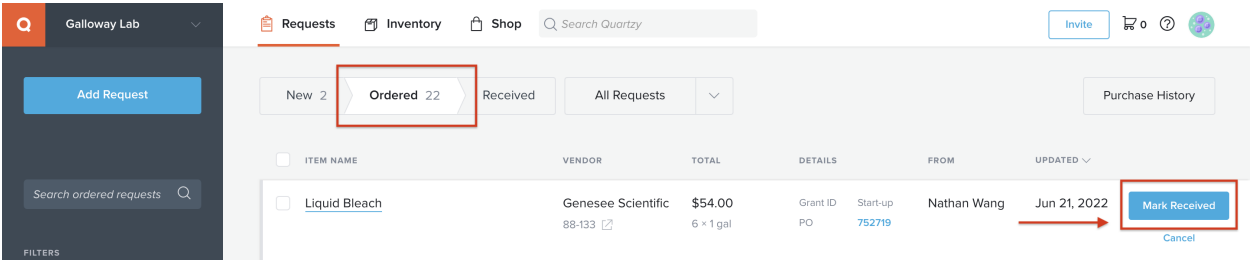 Galloway Lab
Requests
Inventory
Shop
Search Quartzy
Invite
0
Add Request
New 2
Ordered 22
Received
All Requests
Purchase History
ITEM NAME
VENDOR
TOTAL
DETAILS
FROM
UPDATED
Search ordered requests
Liquid Bleach
Genesee Scientific
$54.00
Grant ID Start-up
Nathan Wang
Jun 21, 2022
Mark Received
88-133
6 × 1 gal
PO 752719
Cancel
FILTERS